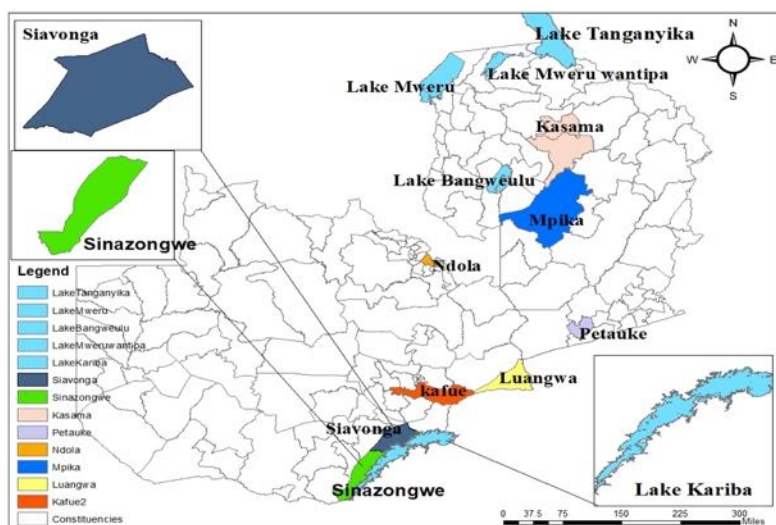 Siavonga
Sinazongwe
Lake Tanganyika
Lake Mweru wantipa
Lake Mweru
N
W E
S
Kasama
Lake Bangweulu
Mpika
Ndola
Petauke
Luangwa
kafue
Siavonga
Sinazongwe
Lake Kariba
Legend
LakeTanganyika
LakeMweru
LakeBangweulu
LakeMweruwantipa
LakeKariba
Siavonga
Sinazongwe
Kasama
Petauke
Ndola
Mpika
Luangwa
Kafue2
Constituencies
0 37.5 75 150 225 300
Miles